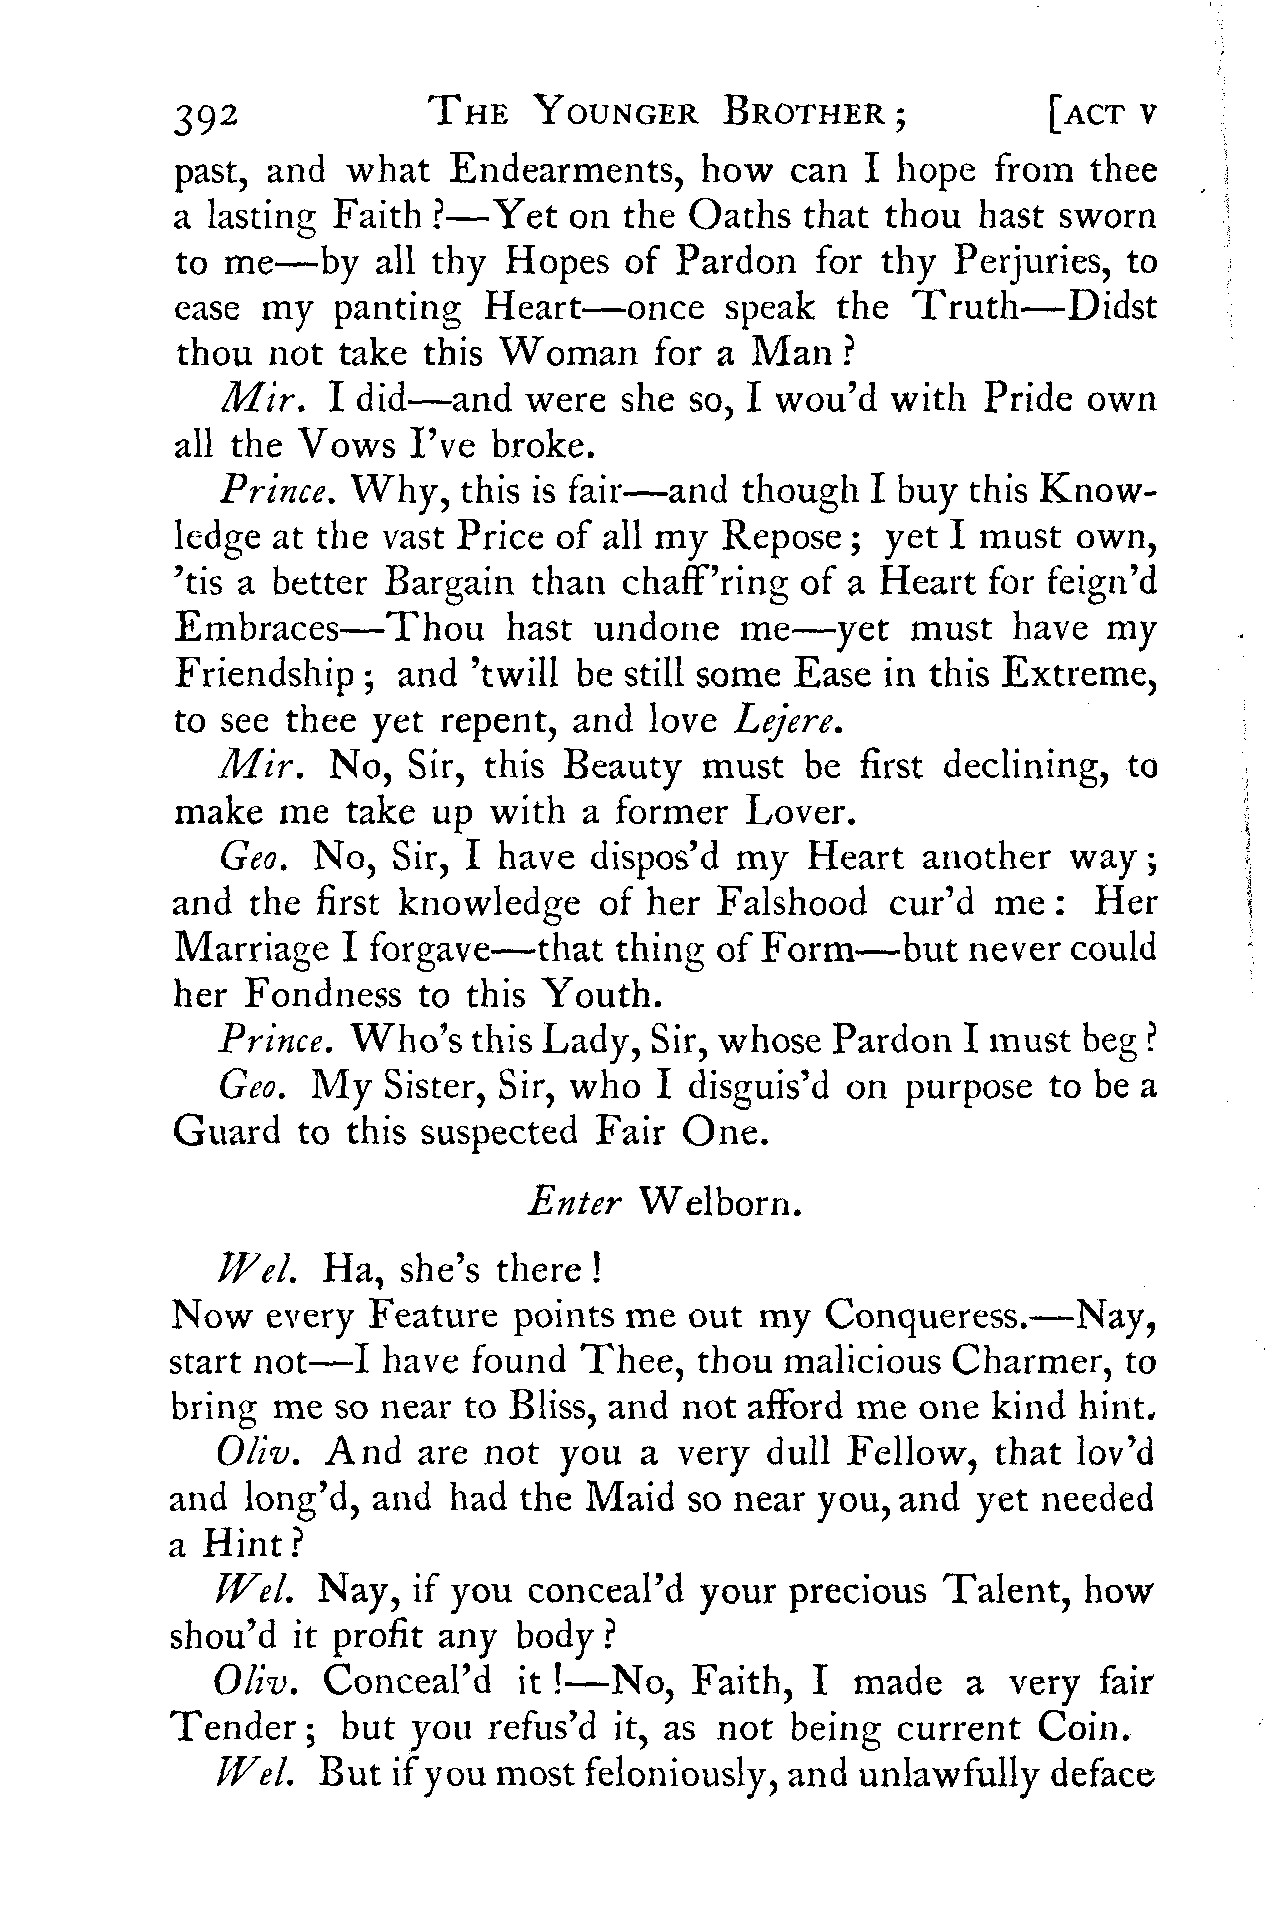 392 THE YOUNGER BROTHER ; [ACT V
past, and what Endearments, how can I hope from thee
a lasting Faith ?—Yet on the Oaths that thou hast sworn
to me—by all thy Hopes of Pardon for thy Perjuries, to
ease my panting Heart—once speak the Truth—Didst
thou not take this Woman for a Man ?
Mir. I did—and were she so, I wou'd with Pride own
all the Vows I've broke.
Prince. Why, this is fair—and though I buy this Know-
ledge at the vast Price of all my Repose ; yet I must own,
'tis a better Bargain than chaff'ring of a Heart for feign'd
Embraces—Thou hast undone me—yet must have my
Friendship ; and 'twill be still some Ease in this Extreme,
to see thee yet repent, and love Lejere.
Mir. No, Sir, this Beauty must be first declining, to
make me take up with a former Lover.
Geo. No, Sir, I have dispos'd my Heart another way ;
and the first knowledge of her Falshood cur'd me : Her
Marriage I forgave—that thing of Form—but never could
her Fondness to this Youth.
Prince. Who's this Lady, Sir, whose Pardon I must beg ?
Geo. My Sister, Sir, who I disguis'd on purpose to be a
Guard to this suspected Fair One.
Enter Welborn.
Wel. Ha, she's there !
Now every Feature points me out my Conqueress.—Nay,
start not—I have found Thee, thou malicious Charmer, to
bring me so near to Bliss, and not afford me one kind hint.
Oliv. And are not you a very dull Fellow, that lov'd
and long'd, and had the Maid so near you, and yet needed
a Hint ?
Wel. Nay, if you conceal'd your precious Talent, how
shou'd it profit any body ?
Oliv. Conceal'd it !—No, Faith, I made a very fair
Tender ; but you refus'd it, as not being current Coin.
Wel. But if you most feloniously, and unlawfully deface